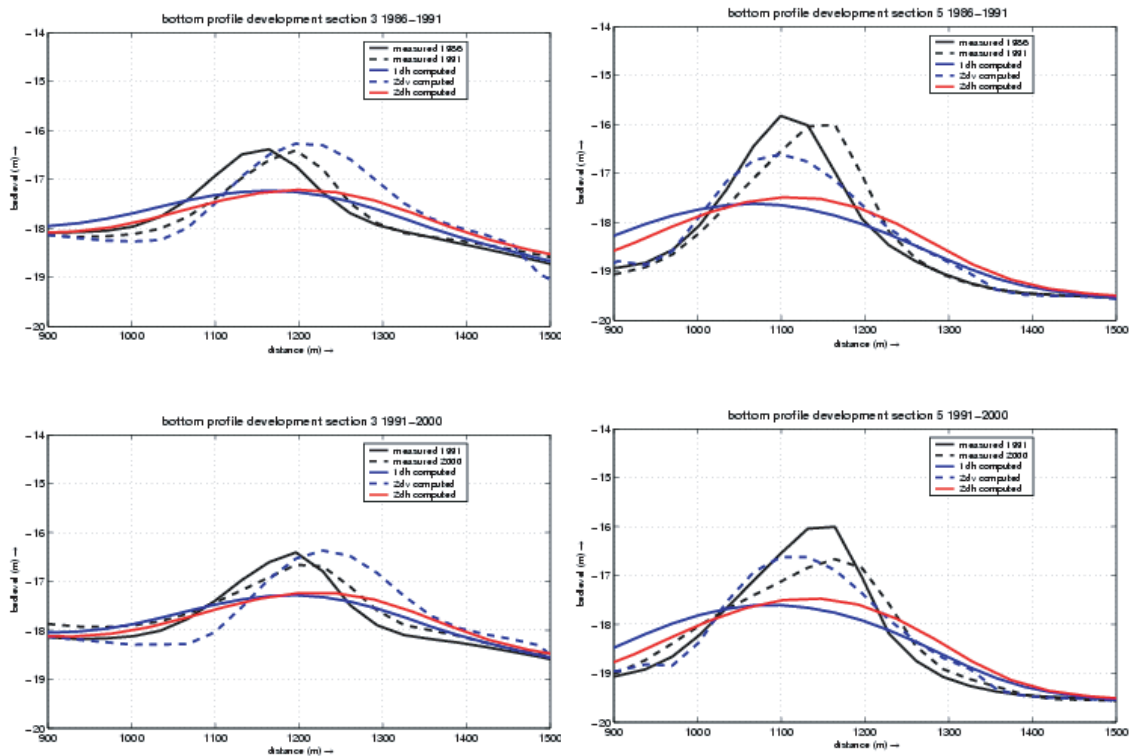 bottom profile development section 3 1986−1991
−14
−15
−16
−17
−18
−19
−20
bedlevel (m) →
measured 1986
measured 1991
1dh computed
2dv computed
2dh computed
900 1000 1100 1200 1300 1400 1500
distance (m) →
bottom profile development section 5 1986−1991
−14
−15
−16
−17
−18
−19
−20
bedlevel (m) →
measured 1986
measured 1991
1dh computed
2dv computed
2dh computed
900 1000 1100 1200 1300 1400 1500
distance (m) →
bottom profile development section 3 1991−2000
−14
−15
−16
−17
−18
−19
−20
bedlevel (m) →
measured 1991
measured 2000
1dh computed
2dv computed
2dh computed
900 1000 1100 1200 1300 1400 1500
distance (m) →
bottom profile development section 5 1991−2000
−14
−15
−16
−17
−18
−19
−20
bedlevel (m) →
measured 1991
measured 2000
1dh computed
2dv computed
2dh computed
900 1000 1100 1200 1300 1400 1500
distance (m) →